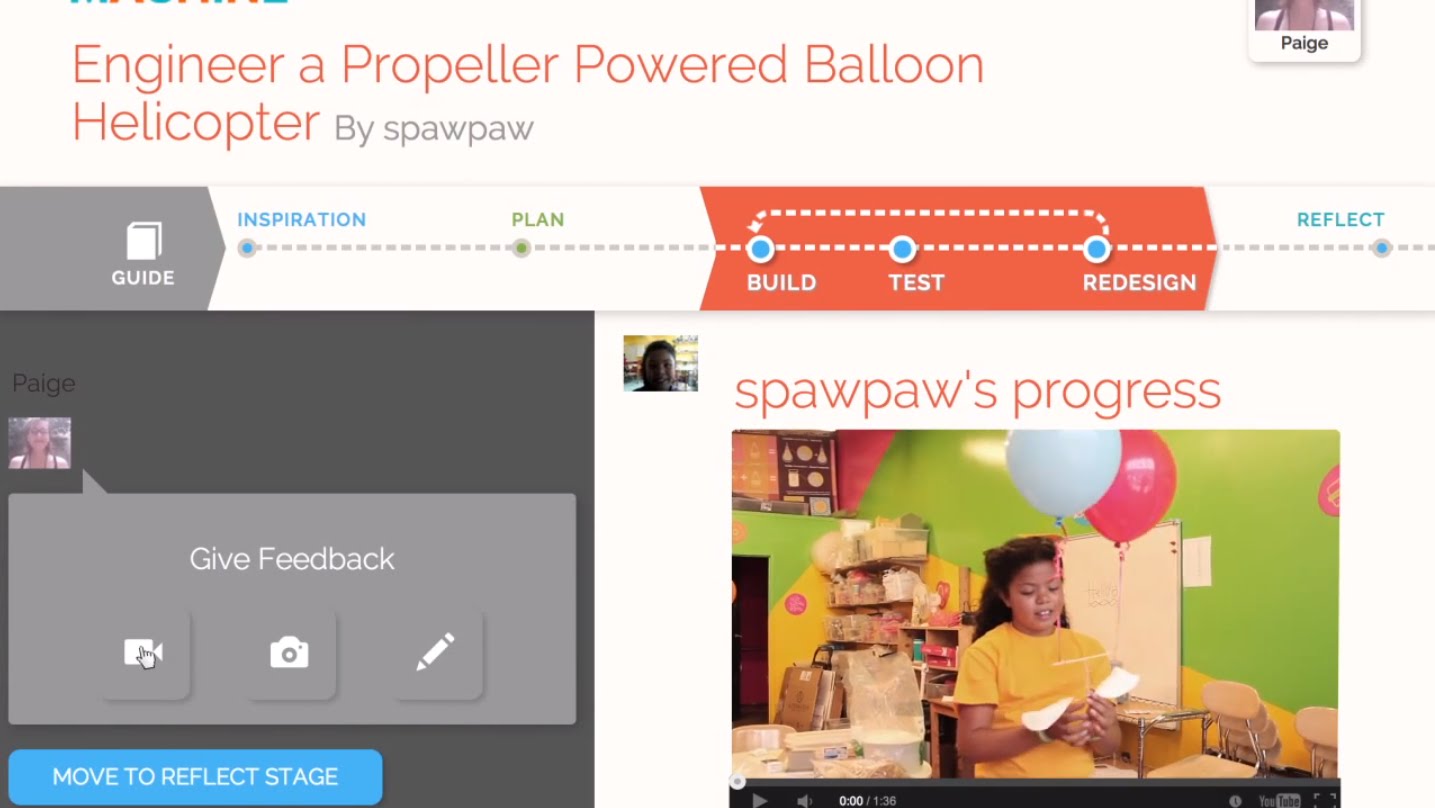 Paige
Engineer a Propeller Powered Balloon
Helicopter By spawpaw
GUIDE
INSPIRATION
PLAN
BUILD
TEST
REDESIGN
REFLECT
Paige
Give Feedback
MOVE TO REFLECT STAGE
spawpaw's progress
0:00 / 1:36
YouTube